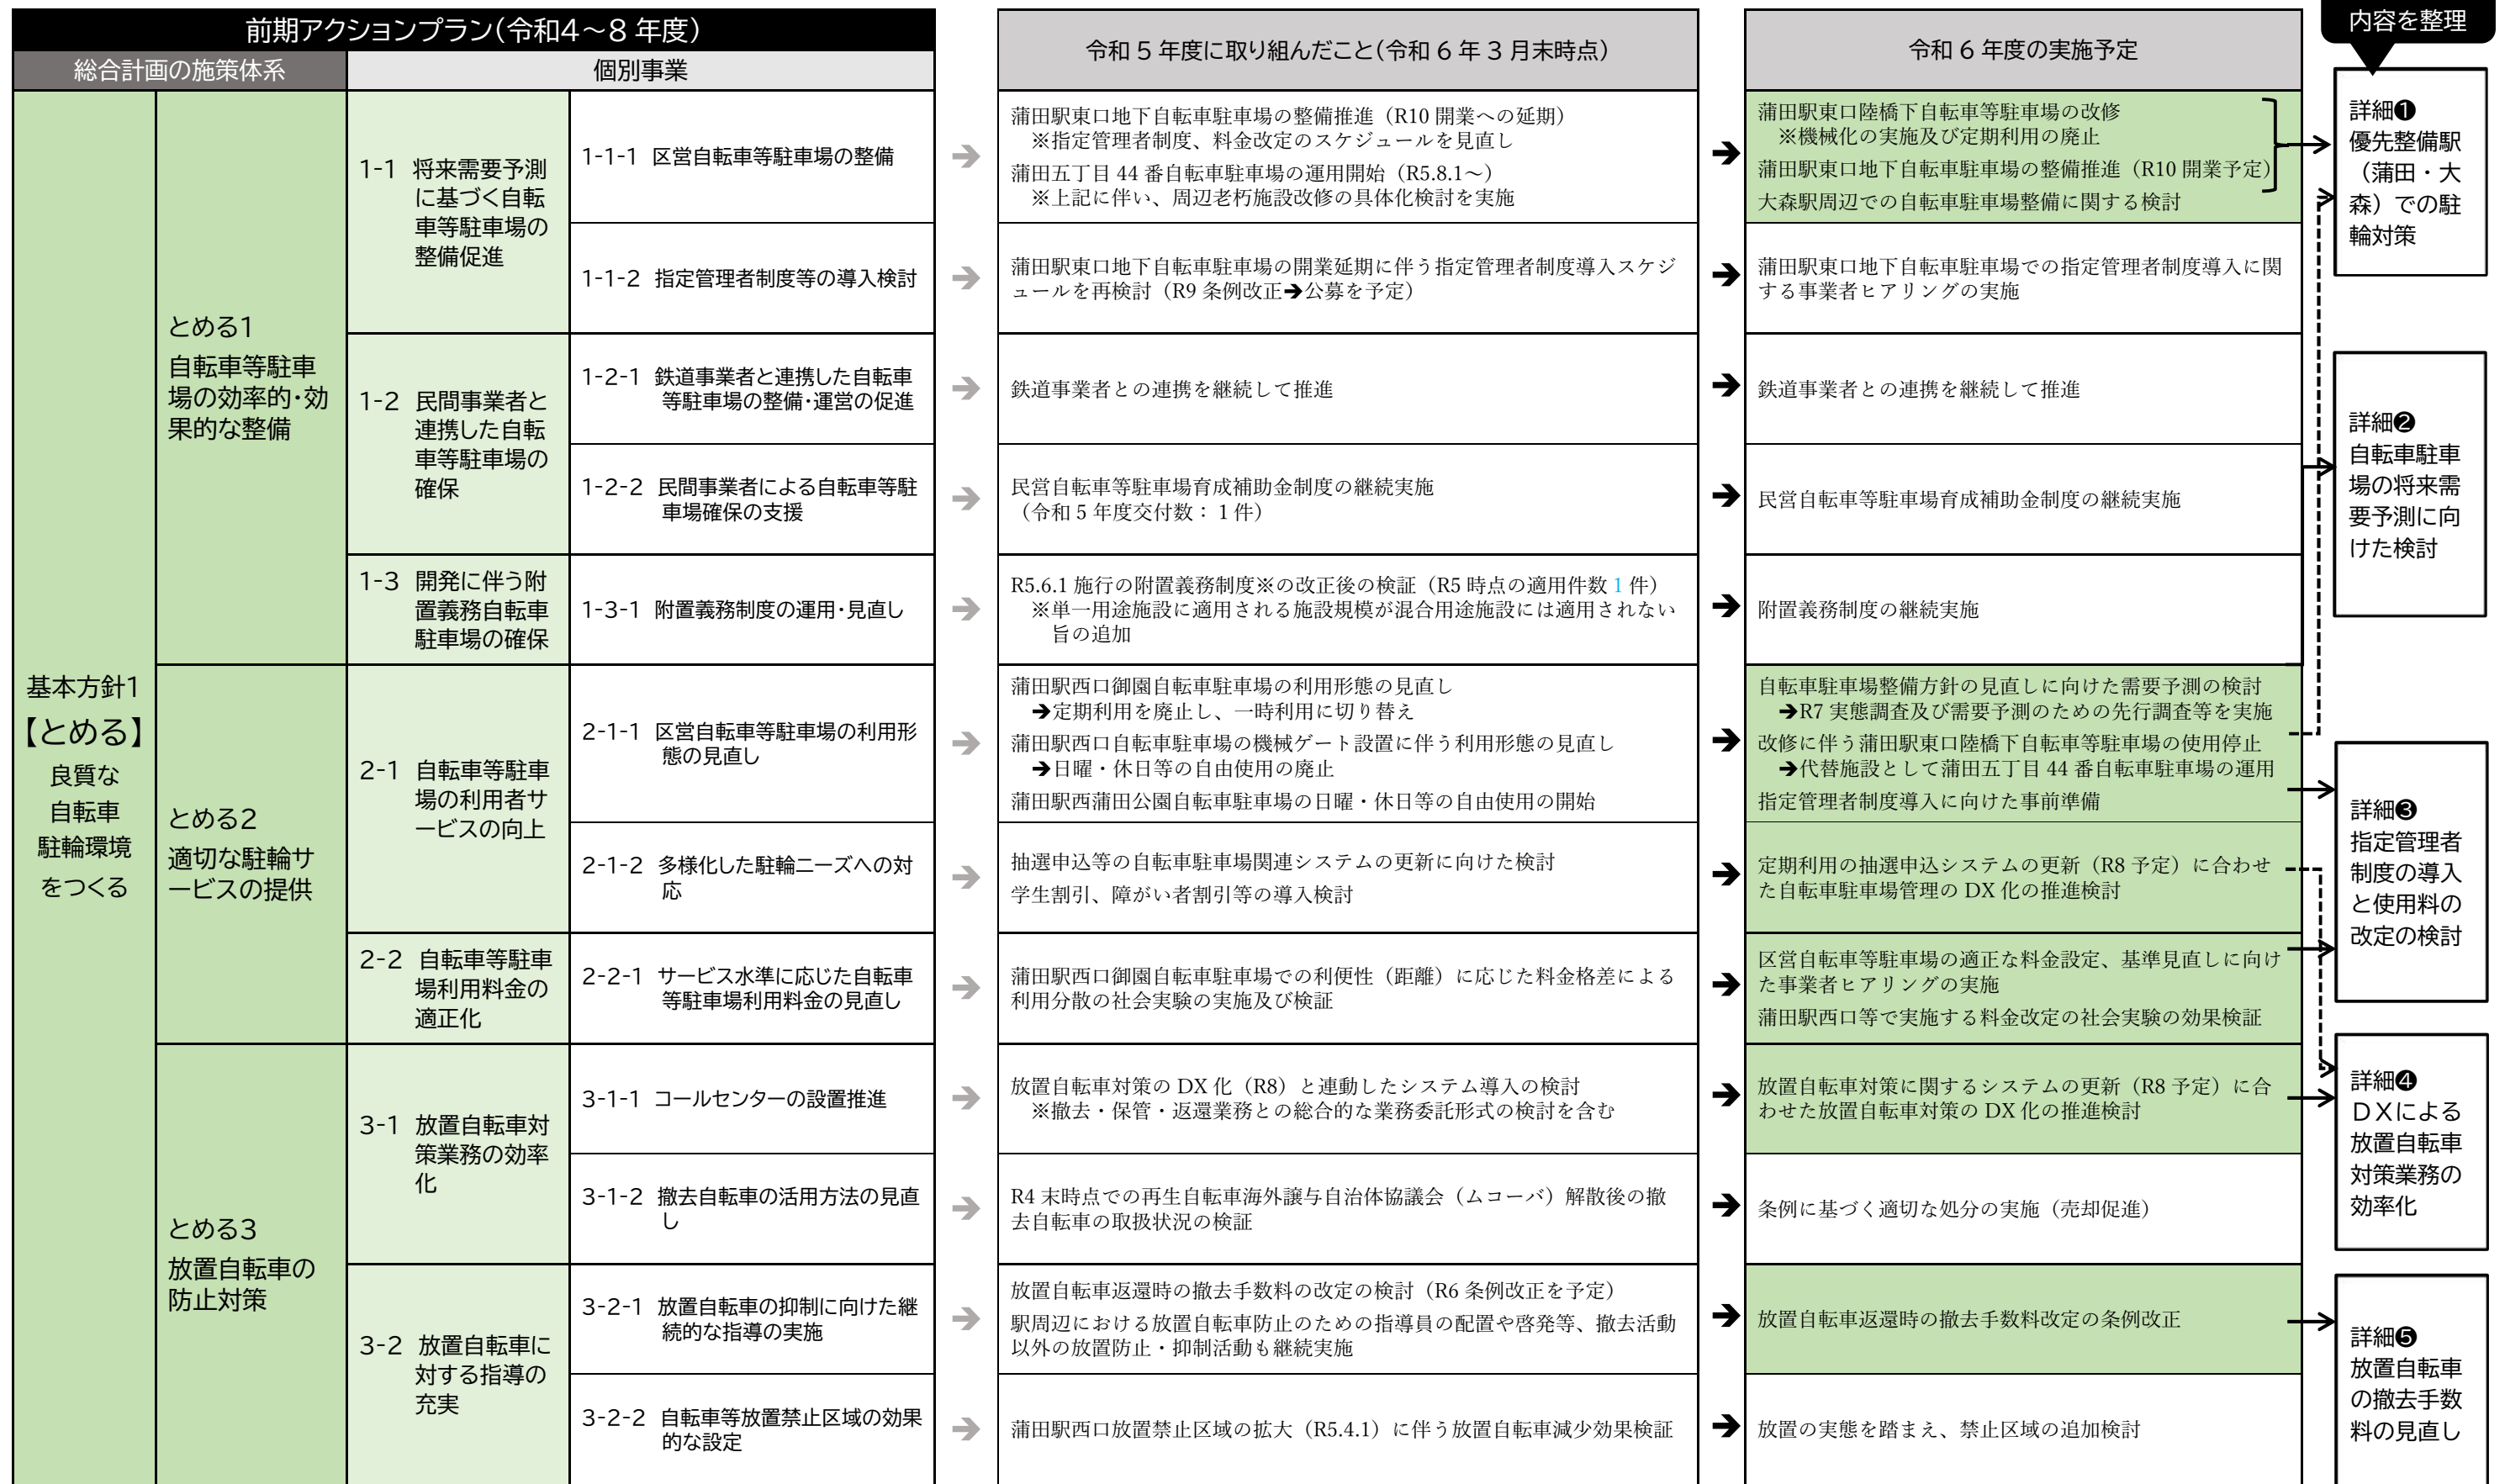 前期アクションプラン(令和4～8年度)
総合計画の施策体系
個別事業
令和5年度に取り組んだこと(令和6年3月末時点)
令和6年度の実施予定
内容を整理
基本方針1
【とめる】
良質な
自転車
駐輪環境
をつくる
とめる1
自転車等駐車
場の効率的・効
果的な整備
1-1 将来需要予測
に基づく自転
車等駐車場の
整備促進
1-1-1 区営自転車等駐車場の整備
➔
蒲田駅東口地下自転車駐車場の整備推進（R10開業への延期）
※指定管理者制度、料金改定のスケジュールを見直し
蒲田五丁目44番自転車駐車場の運用開始（R5.8.1～）
※上記に伴い、周辺老朽施設改修の具体化検討を実施
➔
蒲田駅東口陸橋下自転車等駐車場の改修
※機械化の実施及び定期利用の廃止
蒲田駅東口地下自転車駐車場の整備推進（R10開業予定）
大森駅周辺での自転車駐車場整備に関する検討
1-1-2 指定管理者制度等の導入検討
➔
蒲田駅東口地下自転車駐車場の開業延期に伴う指定管理者制度導入スケジ
ュールを再検討（R9条例改正➔公募を予定）
➔
蒲田駅東口地下自転車駐車場での指定管理者制度導入に関
する事業者ヒアリングの実施
1-2 民間事業者と
連携した自転
車等駐車場の
確保
1-2-1 鉄道事業者と連携した自転車
等駐車場の整備・運営の促進
➔
鉄道事業者との連携を継続して推進
➔
鉄道事業者との連携を継続して推進
1-2-2 民間事業者による自転車等駐
車場確保の支援
➔
民営自転車等駐車場育成補助金制度の継続実施
（令和5年度交付数：1件）
➔
民営自転車等駐車場育成補助金制度の継続実施
1-3 開発に伴う附
置義務自転車
駐車場の確保
1-3-1 附置義務制度の運用・見直し
➔
R5.6.1施行の附置義務制度※の改正後の検証（R5時点の適用件数1件）
※単一用途施設に適用される施設規模が混合用途施設には適用されない
旨の追加
➔
附置義務制度の継続実施
とめる2
適切な駐輪サ
ービスの提供
2-1 自転車等駐車
場の利用者サ
ービスの向上
2-1-1 区営自転車等駐車場の利用形
態の見直し
➔
蒲田駅西口御園自転車駐車場の利用形態の見直し
➔定期利用を廃止し、一時利用に切り替え
蒲田駅西口自転車駐車場の機械ゲート設置に伴う利用形態の見直し
➔日曜・休日等の自由使用の廃止
蒲田駅西蒲田公園自転車駐車場の日曜・休日等の自由使用の開始
➔
自転車駐車場整備方針の見直しに向けた需要予測の検討
➔R7実態調査及び需要予測のための先行調査等を実施
改修に伴う蒲田駅東口陸橋下自転車等駐車場の使用停止
➔代替施設として蒲田五丁目44番自転車駐車場の運用
指定管理者制度導入に向けた事前準備
2-1-2 多様化した駐輪ニーズへの対
応
➔
抽選申込等の自転車駐車場関連システムの更新に向けた検討
学生割引、障がい者割引等の導入検討
➔
定期利用の抽選申込システムの更新（R8予定）に合わせ
た自転車駐車場管理のDX化の推進検討
2-2 自転車等駐車
場利用料金の
適正化
2-2-1 サービス水準に応じた自転車
等駐車場利用料金の見直し
➔
蒲田駅西口御園自転車駐車場での利便性（距離）に応じた料金格差による
利用分散の社会実験の実施及び検証
➔
区営自転車等駐車場の適正な料金設定、基準見直しに向け
た事業者ヒアリングの実施
蒲田駅西口等で実施する料金改定の社会実験の効果検証
とめる3
放置自転車の
防止対策
3-1 放置自転車対
策業務の効率
化
3-1-1 コールセンターの設置推進
➔
放置自転車対策のDX化（R8）と連動したシステム導入の検討
※撤去・保管・返還業務との総合的な業務委託形式の検討を含む
➔
放置自転車対策に関するシステムの更新（R8予定）に合
わせた放置自転車対策のDX化の推進検討
3-1-2 撤去自転車の活用方法の見直
し
➔
R4末時点での再生自転車海外譲与自治体協議会（ムコーバ）解散後の撤
去自転車の取扱状況の検証
➔
条例に基づく適切な処分の実施（売却促進）
3-2 放置自転車に
対する指導の
充実
3-2-1 放置自転車の抑制に向けた継
続的な指導の実施
➔
放置自転車返還時の撤去手数料の改定の検討（R6条例改正を予定）
駅周辺における放置自転車防止のための指導員の配置や啓発等、撤去活動
以外の放置防止・抑制活動も継続実施
➔
放置自転車返還時の撤去手数料改定の条例改正
3-2-2 自転車等放置禁止区域の効果
的な設定
➔
蒲田駅西口放置禁止区域の拡大（R5.4.1）に伴う放置自転車減少効果検証
➔
放置の実態を踏まえ、禁止区域の追加検討
詳細❶
優先整備駅
（蒲田・大
森）での駐
輪対策
詳細❷
自転車駐車
場の将来需
要予測に向
けた検討
詳細❸
指定管理者
制度の導入
と使用料の
改定の検討
詳細❹
ＤＸによる
放置自転車
対策業務の
効率化
詳細❺
放置自転車
の撤去手数
料の見直し